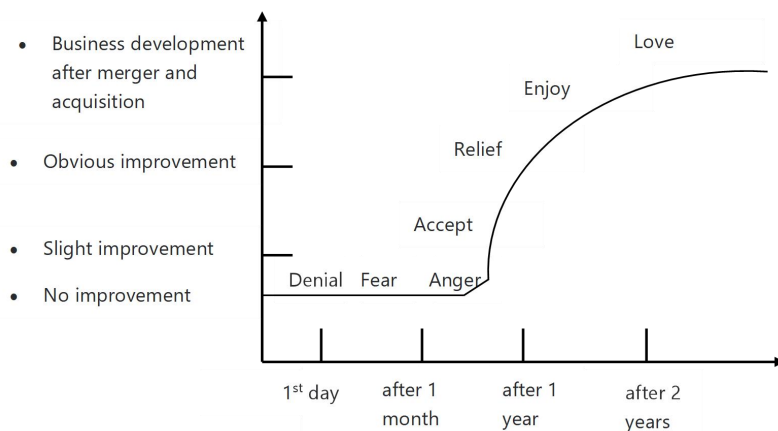 • Business development
after merger and
acquisition
• Obvious improvement
• Slight improvement
• No improvement
Love
Enjoy
Relief
Accept
Denial Fear Anger
1st day
after 1
month
after 1
year
after 2
years